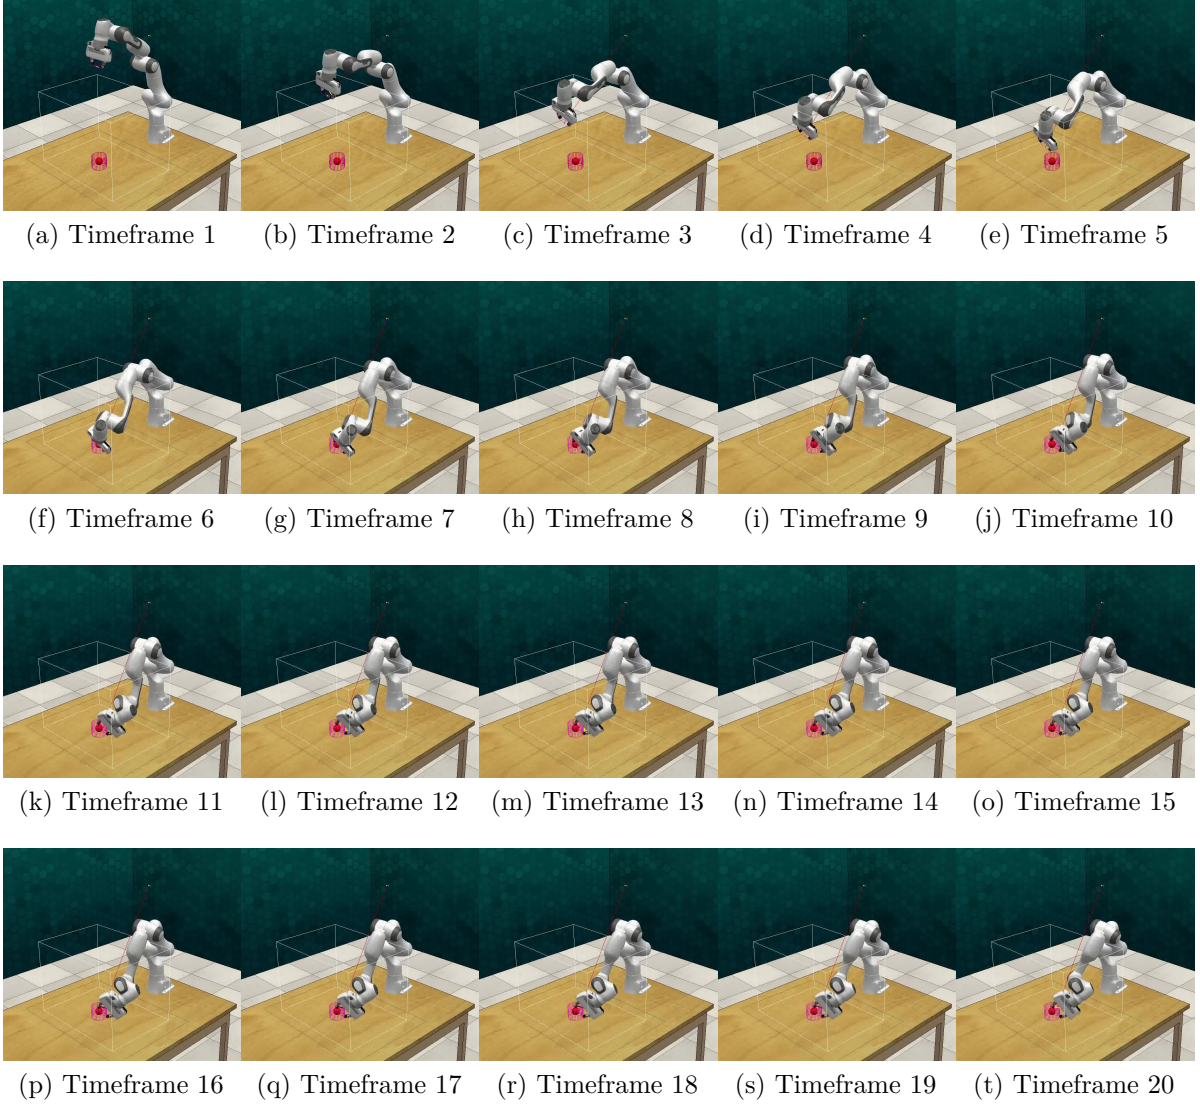 (a) Timeframe 1 (b) Timeframe 2 (c) Timeframe 3 (d) Timeframe 4 (e) Timeframe 5
(f) Timeframe 6 (g) Timeframe 7 (h) Timeframe 8 (i) Timeframe 9 (j) Timeframe 10
(k) Timeframe 11 (l) Timeframe 12 (m) Timeframe 13 (n) Timeframe 14 (o) Timeframe 15
(p) Timeframe 16 (q) Timeframe 17 (r) Timeframe 18 (s) Timeframe 19 (t) Timeframe 20